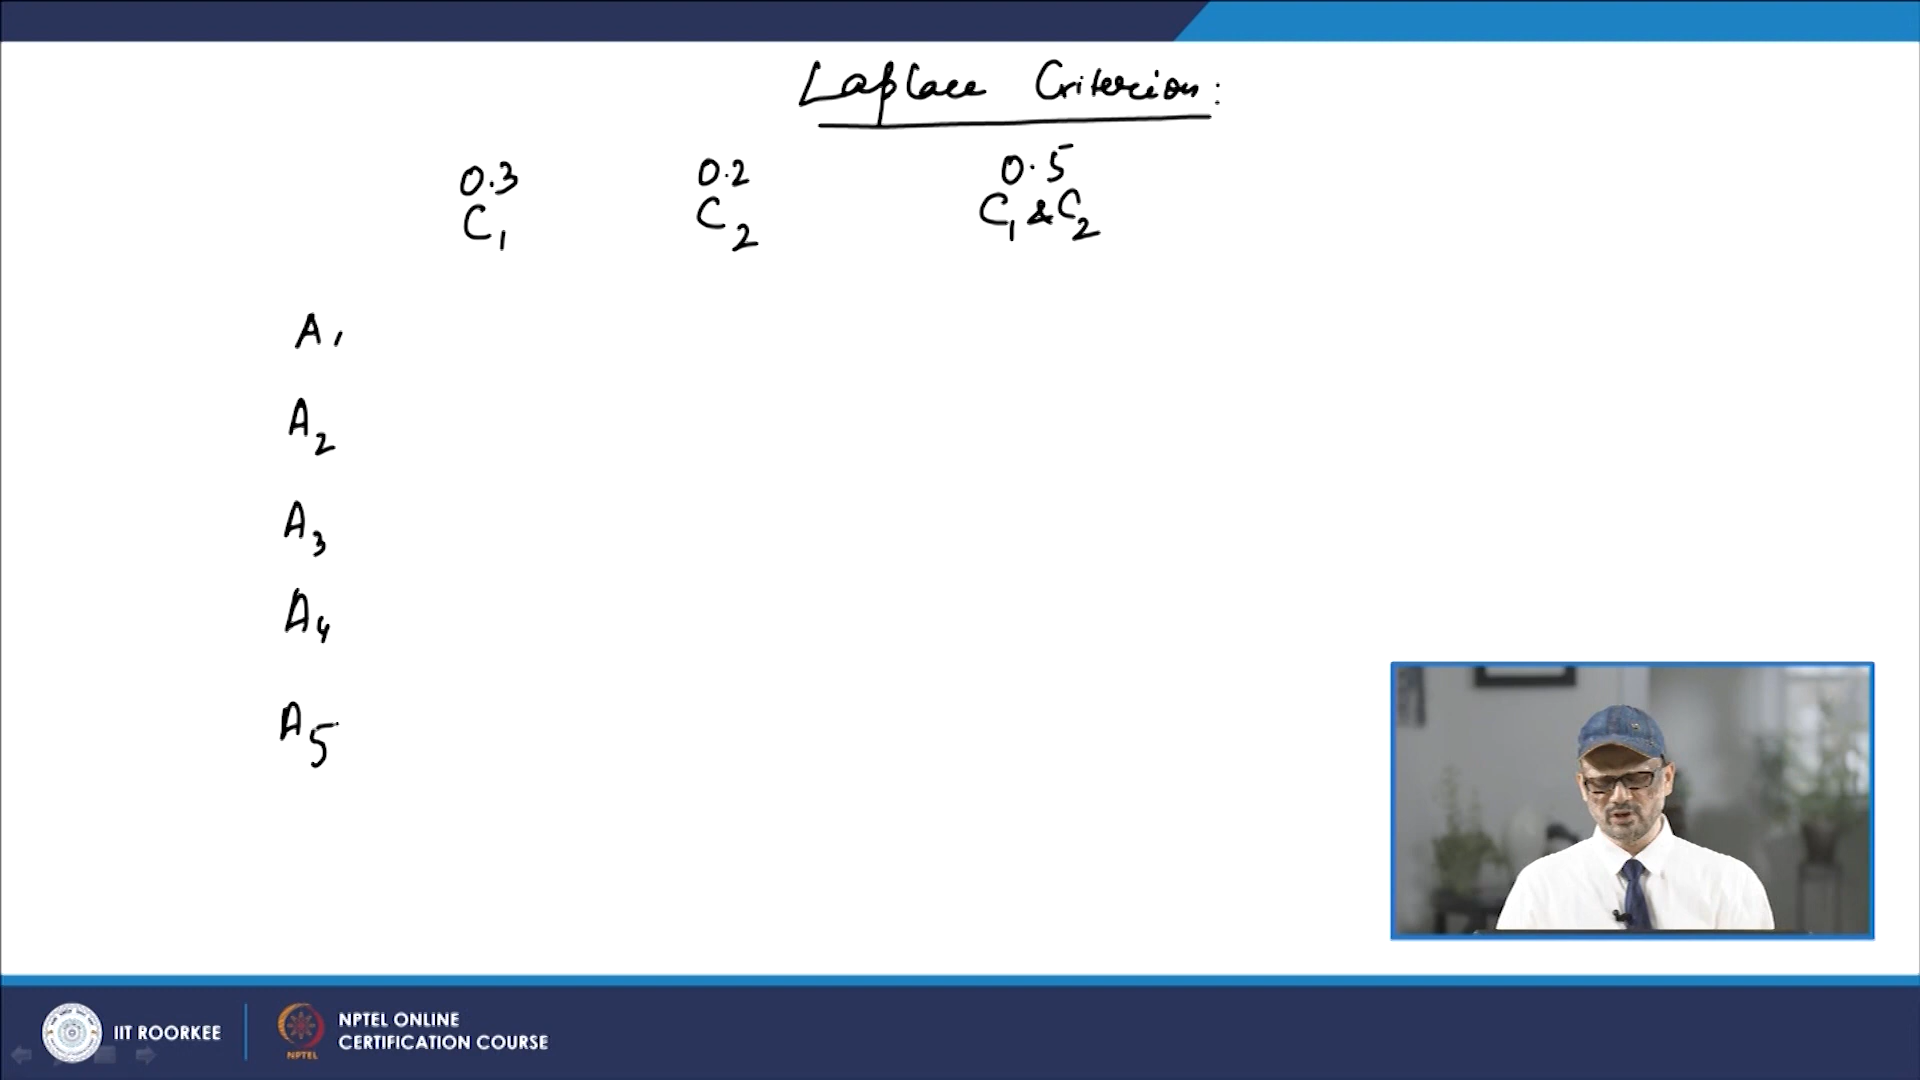 Laplace Criterion:
0.3 0.2 0.5
C1 C2 C1 & C2
A1
A2
A3
A4
A5
IIT ROORKEE
NPTEL
NPTEL ONLINE
CERTIFICATION COURSE